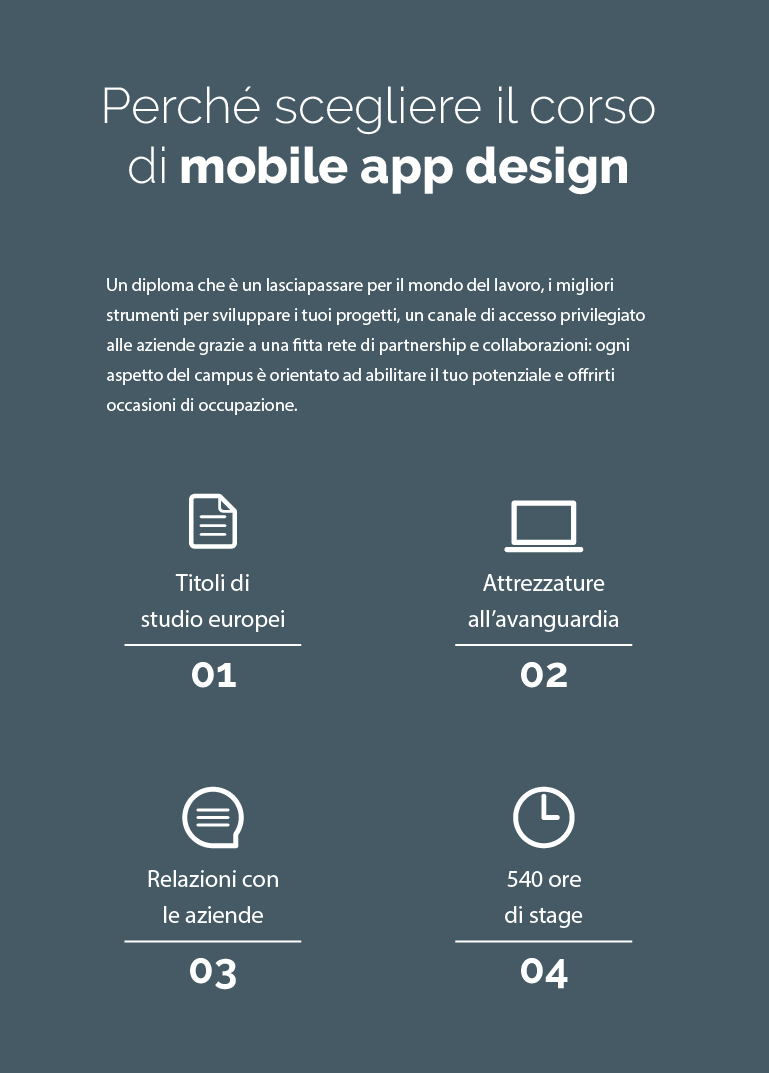 Perché scegliere il corso
di mobile app design
Un diploma che è un lasciapassare per il mondo del lavoro, i migliori
strumenti per sviluppare i tuoi progetti, un canale di accesso privilegiato
alle aziende grazie a una fitta rete di partnership e collaborazioni: ogni
aspetto del campus è orientato ad abilitare il tuo potenziale e offrirti
occasioni di occupazione.
Titoli di
studio europei
01
Attrezzature
all’avanguardia
02
Relazioni con
le aziende
03
540 ore
di stage
04